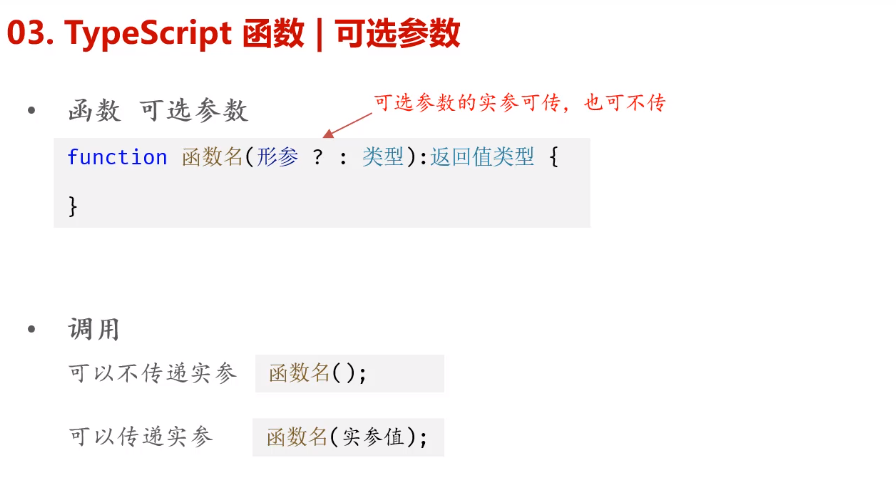 03. TypeScript 函数 | 可选参数
• 函数 可选参数
可选参数的实参可传，也可不传
function 函数名(形参 ? : 类型):返回值类型 {
}
• 调用
可以不传递实参 函数名();
可以传递实参 函数名(实参值);